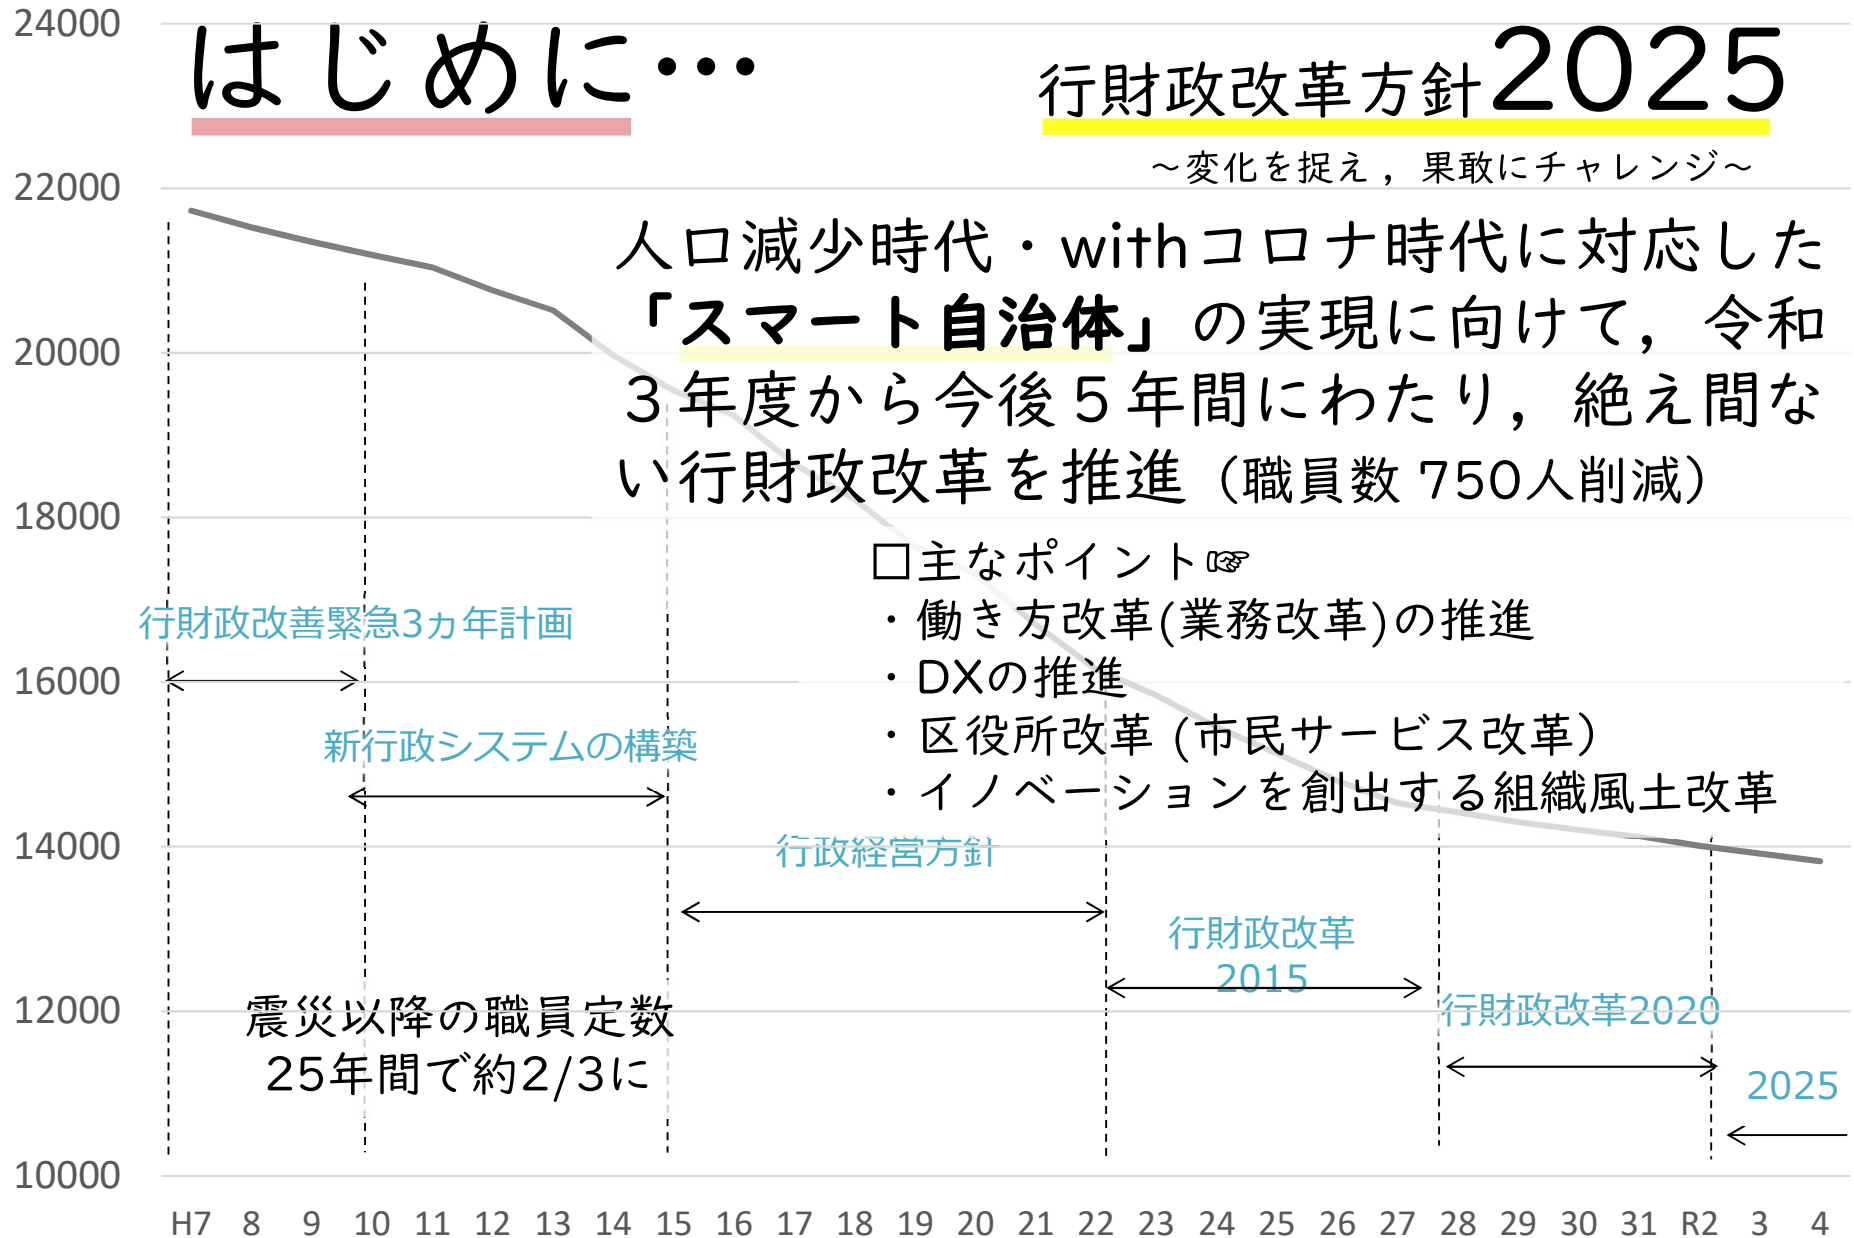 はじめに…
行財政改革方針2025
～変化を捉え，果敢にチャレンジ～
人口減少時代・withコロナ時代に対応した
「スマート自治体」の実現に向けて，令和
３年度から今後５年間にわたり，絶え間な
い行財政改革を推進（職員数 750人削減）
□主なポイント☞
・働き方改革(業務改革)の推進
・DXの推進
・区役所改革 (市民サービス改革）
・イノベーションを創出する組織風土改革
行財政改善緊急3ヵ年計画
新行政システムの構築
行政経営方針
行財政改革
2015
行財政改革2020
2025
震災以降の職員定数
25年間で約2/3に
24000
22000
20000
18000
16000
14000
12000
10000
H7 8 9 10 11 12 13 14 15 16 17 18 19 20 21 22 23 24 25 26 27 28 29 30 31 R2 3 4